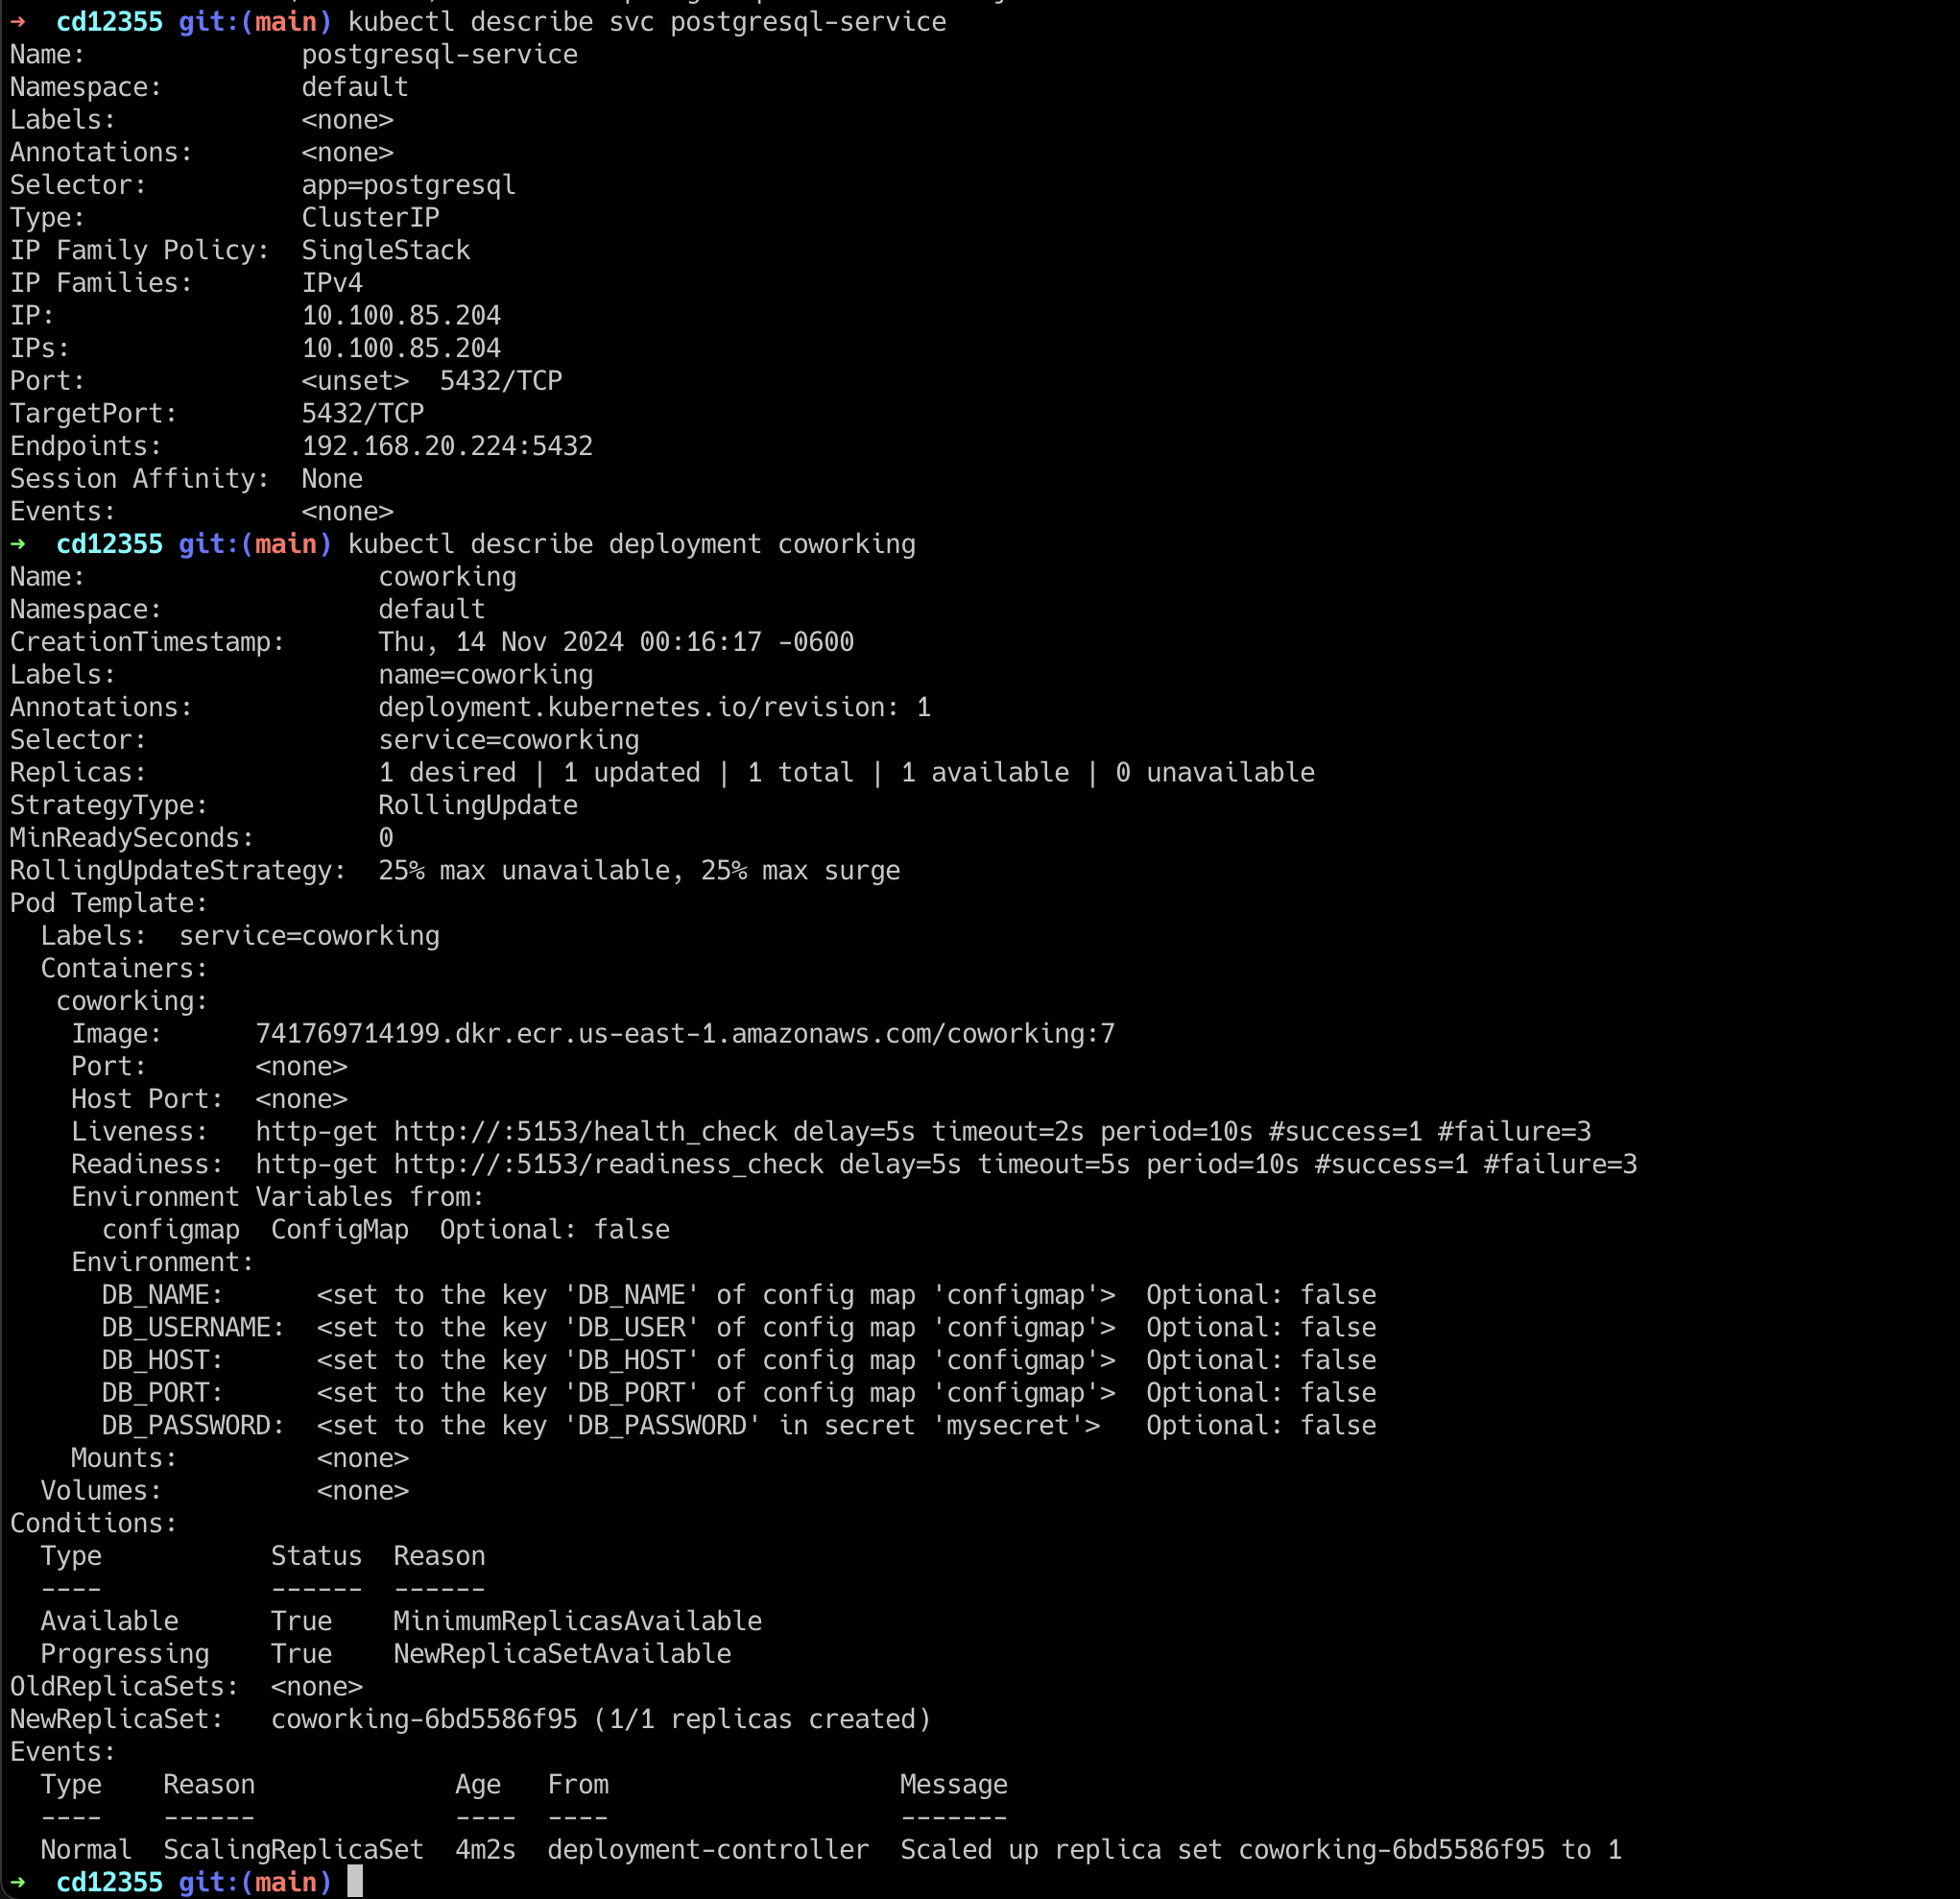 ➜  cd12355 git:(main) kubectl describe svc postgresql-service
Name:              postgresql-service
Namespace:         default
Labels:            <none>
Annotations:       <none>
Selector:          app=postgresql
Type:              ClusterIP
IP Family Policy:  SingleStack
IP Families:       IPv4
IP:                10.100.85.204
IPs:               10.100.85.204
Port:              <unset>  5432/TCP
TargetPort:        5432/TCP
Endpoints:         192.168.20.224:5432
Session Affinity:  None
Events:            <none>
➜  cd12355 git:(main) kubectl describe deployment coworking
Name:                   coworking
Namespace:              default
CreationTimestamp:      Thu, 14 Nov 2024 00:16:17 -0600
Labels:                 name=coworking
Annotations:            deployment.kubernetes.io/revision: 1
Selector:               service=coworking
Replicas:               1 desired | 1 updated | 1 total | 1 available | 0 unavailable
StrategyType:           RollingUpdate
MinReadySeconds:        0
RollingUpdateStrategy:  25% max unavailable, 25% max surge
Pod Template:
  Labels:  service=coworking
  Containers:
   coworking:
    Image:      741769714199.dkr.ecr.us-east-1.amazonaws.com/coworking:7
    Port:       <none>
    Host Port:  <none>
    Liveness:   http-get http://:5153/health_check delay=5s timeout=2s period=10s #success=1 #failure=3
    Readiness:  http-get http://:5153/readiness_check delay=5s timeout=5s period=10s #success=1 #failure=3
    Environment Variables from:
      configmap  ConfigMap  Optional: false
    Environment:
      DB_NAME:      <set to the key 'DB_NAME' of config map 'configmap'>  Optional: false
      DB_USERNAME:  <set to the key 'DB_USER' of config map 'configmap'>  Optional: false
      DB_HOST:      <set to the key 'DB_HOST' of config map 'configmap'>  Optional: false
      DB_PORT:      <set to the key 'DB_PORT' of config map 'configmap'>  Optional: false
      DB_PASSWORD:  <set to the key 'DB_PASSWORD' in secret 'mysecret'>   Optional: false
    Mounts:         <none>
  Volumes:          <none>
Conditions:
  Type           Status  Reason
  ----           ------  ------
  Available      True    MinimumReplicasAvailable
  Progressing    True    NewReplicaSetAvailable
OldReplicaSets:  <none>
NewReplicaSet:   coworking-6bd5586f95 (1/1 replicas created)
Events:
  Type    Reason             Age   From                   Message
  ----    ------             ----  ----                   -------
  Normal  ScalingReplicaSet  4m2s  deployment-controller  Scaled up replica set coworking-6bd5586f95 to 1
➜  cd12355 git:(main)